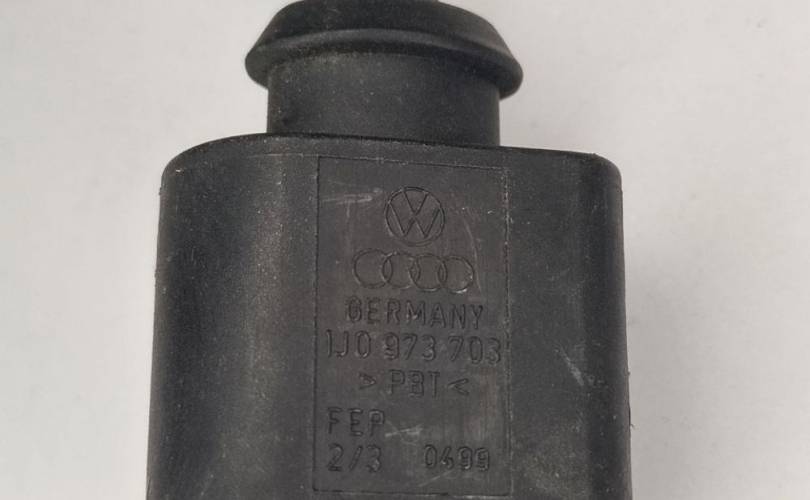 GERMANY
1J0 973 703
>PBT<
FEP
2/3 0499